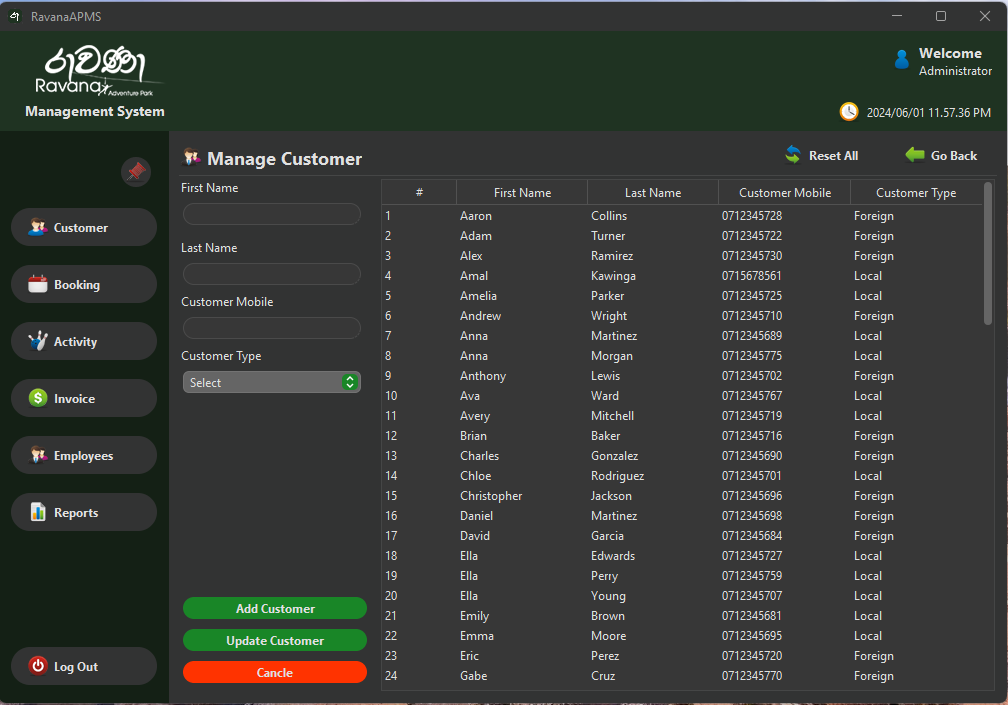 RavanaAPMS
රාවණා
Ravana
Adventure Park
Management System
Welcome
Administrator
2024/06/01 11.57.36 PM
Customer
Booking
Activity
Invoice
Employees
Reports
Log Out
Manage Customer
Reset All
Go Back
First Name
Last Name
Customer Mobile
Customer Type
Select
Add Customer
Update Customer
Cancle
# First Name Last Name Customer Mobile Customer Type
1 Aaron Collins 0712345728 Foreign
2 Adam Turner 0712345722 Foreign
3 Alex Ramirez 0712345730 Foreign
4 Amal Kawinga 0715678561 Local
5 Amelia Parker 0712345725 Local
6 Andrew Wright 0712345710 Foreign
7 Anna Martinez 0712345689 Local
8 Anna Morgan 0712345775 Local
9 Anthony Lewis 0712345702 Foreign
10 Ava Ward 0712345767 Local
11 Avery Mitchell 0712345719 Local
12 Brian Baker 0712345716 Foreign
13 Charles Gonzalez 0712345690 Foreign
14 Chloe Rodriguez 0712345701 Local
15 Christopher Jackson 0712345696 Foreign
16 Daniel Martinez 0712345698 Foreign
17 David Garcia 0712345684 Foreign
18 Ella Edwards 0712345727 Local
19 Ella Perry 0712345759 Local
20 Ella Young 0712345707 Local
21 Emily Brown 0712345681 Local
22 Emma Moore 0712345695 Local
23 Eric Perez 0712345720 Foreign
24 Gabe Cruz 0712345770 Foreign